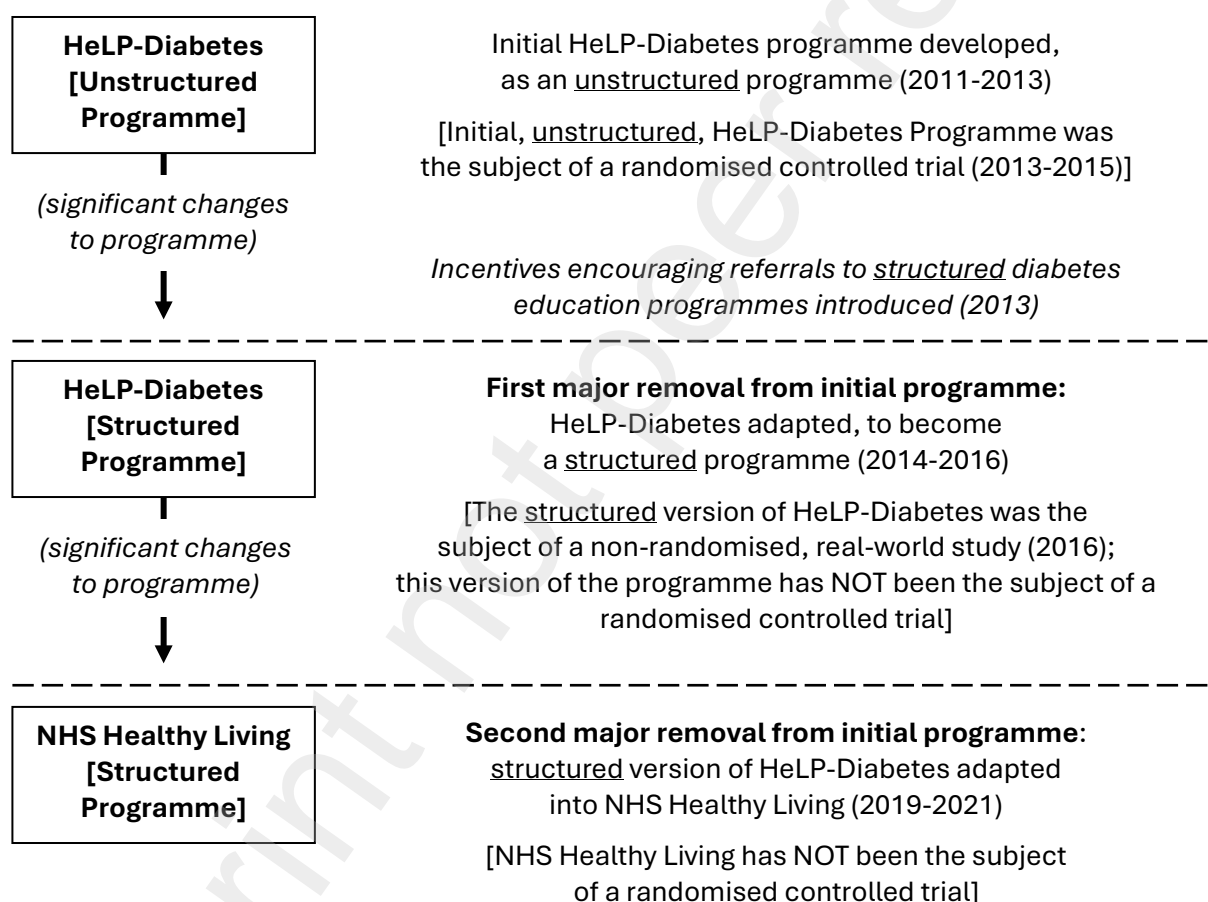 HeLP-Diabetes
[Unstructured
Programme]
Initial HeLP-Diabetes programme developed,
as an unstructured programme (2011-2013)
[Initial, unstructured, HeLP-Diabetes Programme was
the subject of a randomised controlled trial (2013-2015)]
(significant changes
to programme)
Incentives encouraging referrals to structured diabetes
education programmes introduced (2013)
HeLP-Diabetes
[Structured
Programme]
First major removal from initial programme:
HeLP-Diabetes adapted, to become
a structured programme (2014-2016)
[The structured version of HeLP-Diabetes was the
subject of a non-randomised, real-world study (2016);
this version of the programme has NOT been the subject of a
randomised controlled trial]
(significant changes
to programme)
NHS Healthy Living
[Structured
Programme]
Second major removal from initial programme:
structured version of HeLP-Diabetes adapted
into NHS Healthy Living (2019-2021)
[NHS Healthy Living has NOT been the subject
of a randomised controlled trial]
rint not peer re